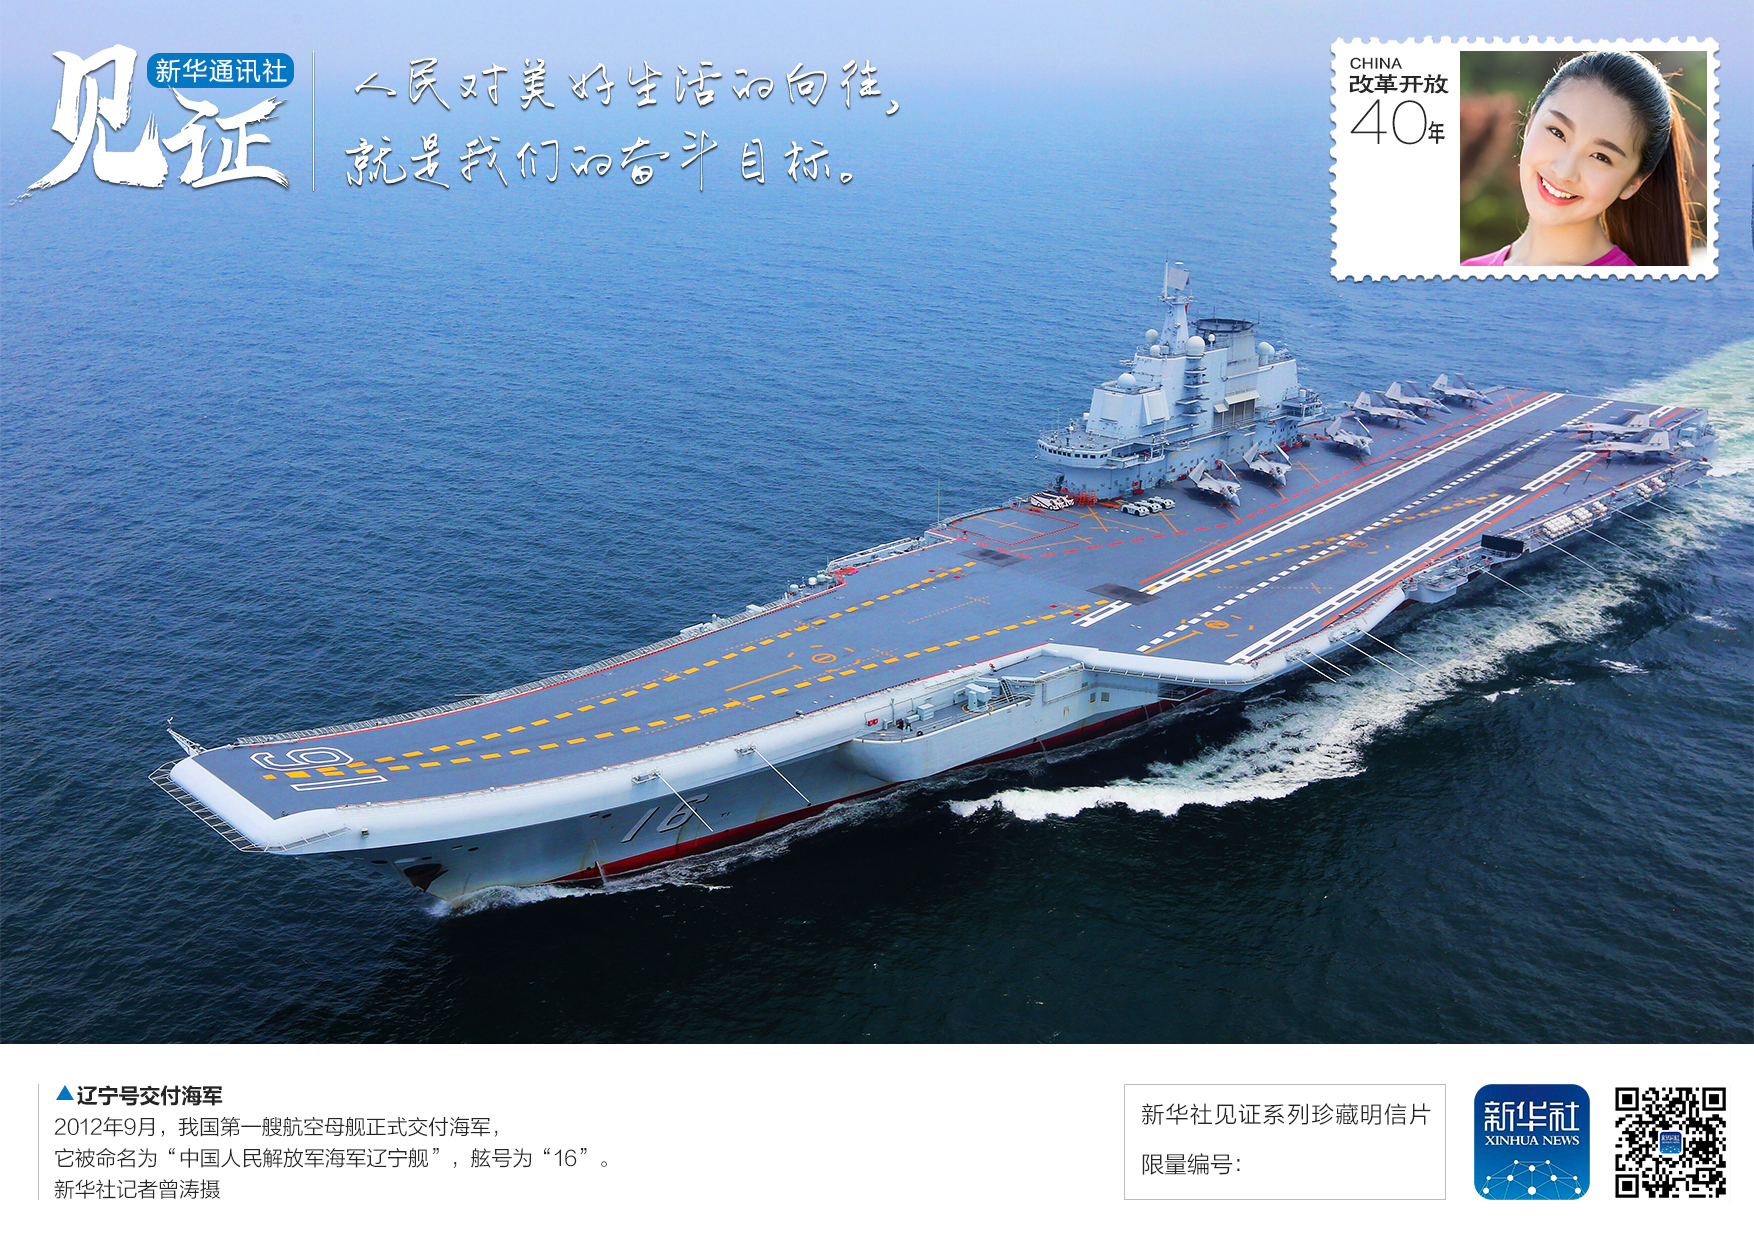 见证
新华通讯社
人民对美好生活的向往，
就是我们的奋斗目标。
CHINA
改革开放
40年
16
16
▲辽宁号交付海军
2012年9月，我国第一艘航空母舰正式交付海军，
它被命名为“中国人民解放军海军辽宁舰”，舷号为“16”。
新华社记者曾涛摄
新华社见证系列珍藏明信片
限量编号：
新华社
XINHUA NEWS